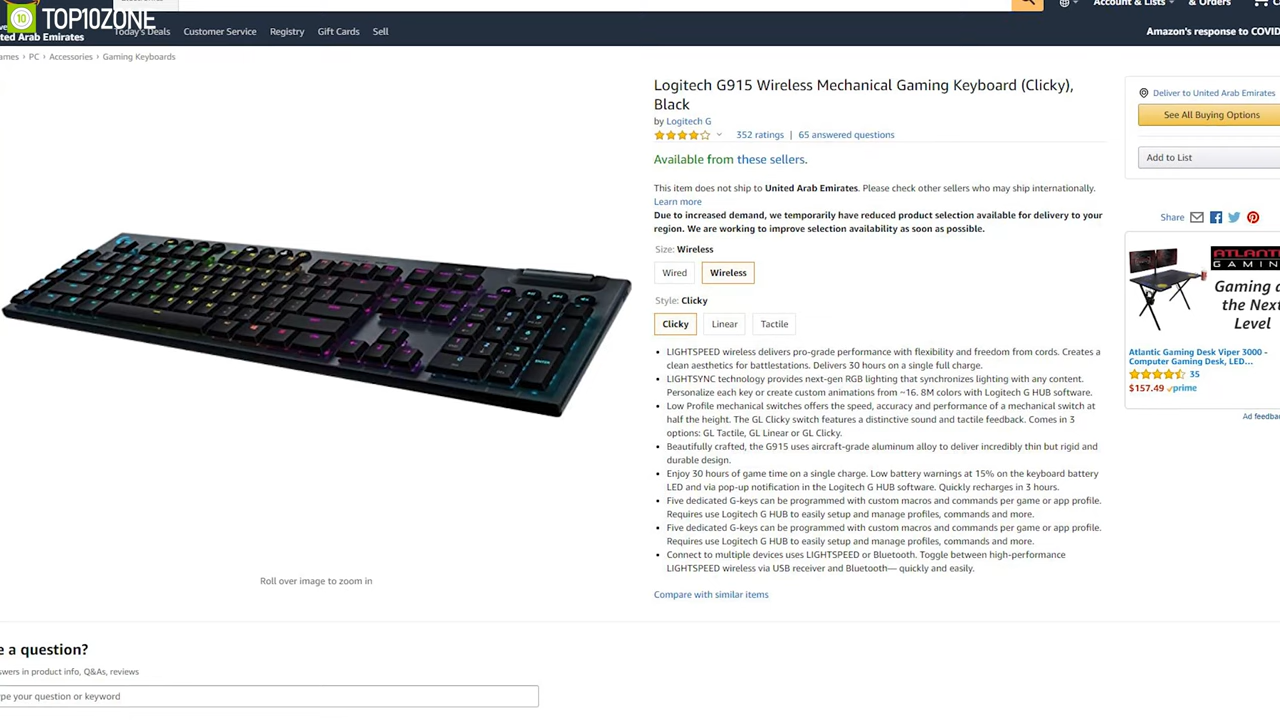 10 TOP10ZONE
Account & Lists
& Orders
ted Arab Emirates
Today's Deals
Customer Service
Registry
Gift Cards
Sell
Amazon's response to COVID
ames › PC › Accessories › Gaming Keyboards
Logitech G915 Wireless Mechanical Gaming Keyboard (Clicky),
Black
by Logitech G
352 ratings | 65 answered questions
Available from these sellers.
This item does not ship to United Arab Emirates. Please check other sellers who may ship internationally.
Learn more
Due to increased demand, we temporarily have reduced product selection available for delivery to your
region. We are working to improve selection availability as soon as possible.
Size: Wireless
Wired
Wireless
Style: Clicky
Clicky
Linear
Tactile
• LIGHTSPEED wireless delivers pro-grade performance with flexibility and freedom from cords. Creates a
clean aesthetics for battlestations. Delivers 30 hours on a single full charge.
• LIGHTSYNC technology provides next-gen RGB lighting that synchronizes lighting with any content.
Personalize each key or create custom animations from ~16. 8M colors with Logitech G HUB software.
• Low Profile mechanical switches offers the speed, accuracy and performance of a mechanical switch at
half the height. The GL Clicky switch features a distinctive sound and tactile feedback. Comes in 3
options: GL Tactile, GL Linear or GL Clicky.
• Beautifully crafted, the G915 uses aircraft-grade aluminum alloy to deliver incredibly thin but rigid and
durable design.
• Enjoy 30 hours of game time on a single charge. Low battery warnings at 15% on the keyboard battery
LED and via pop-up notification in the Logitech G HUB software. Quickly recharges in 3 hours.
• Five dedicated G-keys can be programmed with custom macros and commands per game or app profile.
Requires use Logitech G HUB to easily setup and manage profiles, commands and more.
• Five dedicated G-keys can be programmed with custom macros and commands per game or app profile.
Requires use Logitech G HUB to easily setup and manage profiles, commands and more.
• Connect to multiple devices uses LIGHTSPEED or Bluetooth. Toggle between high-performance
LIGHTSPEED wireless via USB receiver and Bluetooth— quickly and easily.
Compare with similar items
Deliver to United Arab Emirates
See All Buying Options
Add to List
Share
ATLANTI
GAMIN
Gaming a
the Next
Level
Atlantic Gaming Desk Viper 3000 -
Computer Gaming Desk, LED...
35
$157.49 prime
Ad feedba
Roll over image to zoom in
e a question?
swers in product info, Q&As, reviews
pe your question or keyword